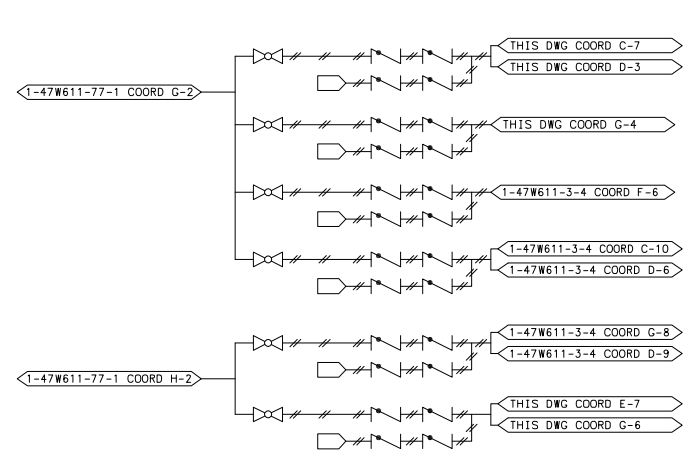 THIS DWG COORD C-7
THIS DWG COORD D-3
1-47W611-77-1 COORD G-2
THIS DWG COORD G-4
1-47W611-3-4 COORD F-6
1-47W611-3-4 COORD C-10
1-47W611-3-4 COORD D-6
1-47W611-3-4 COORD G-8
1-47W611-3-4 COORD D-9
1-47W611-77-1 COORD H-2
THIS DWG COORD E-7
THIS DWG COORD G-6